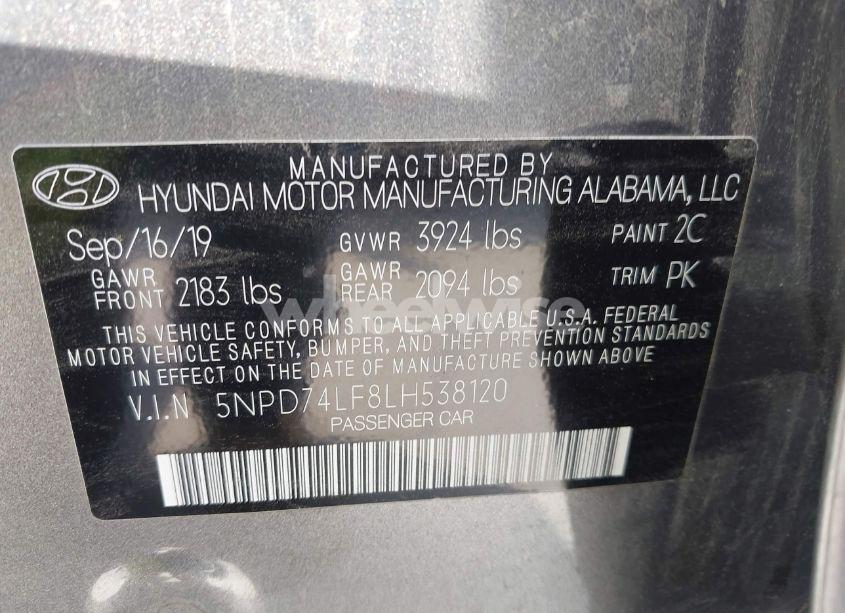 MANUFACTURED BY
HYUNDAI MOTOR MANUFACTURING ALABAMA, LLC
Sep/16/19 GVWR 3924 lbs PAINT 2C
GAWR FRONT 2183 lbs GAWR REAR 2094 lbs TRIM PK
wheelwise
THIS VEHICLE CONFORMS TO ALL APPLICABLE U.S.A. FEDERAL
MOTOR VEHICLE SAFETY, BUMPER, AND THEFT PREVENTION STANDARDS
IN EFFECT ON THE DATE OF MANUFACTURE SHOWN ABOVE
V.I.N 5NPD74LF8LH538120
PASSENGER CAR